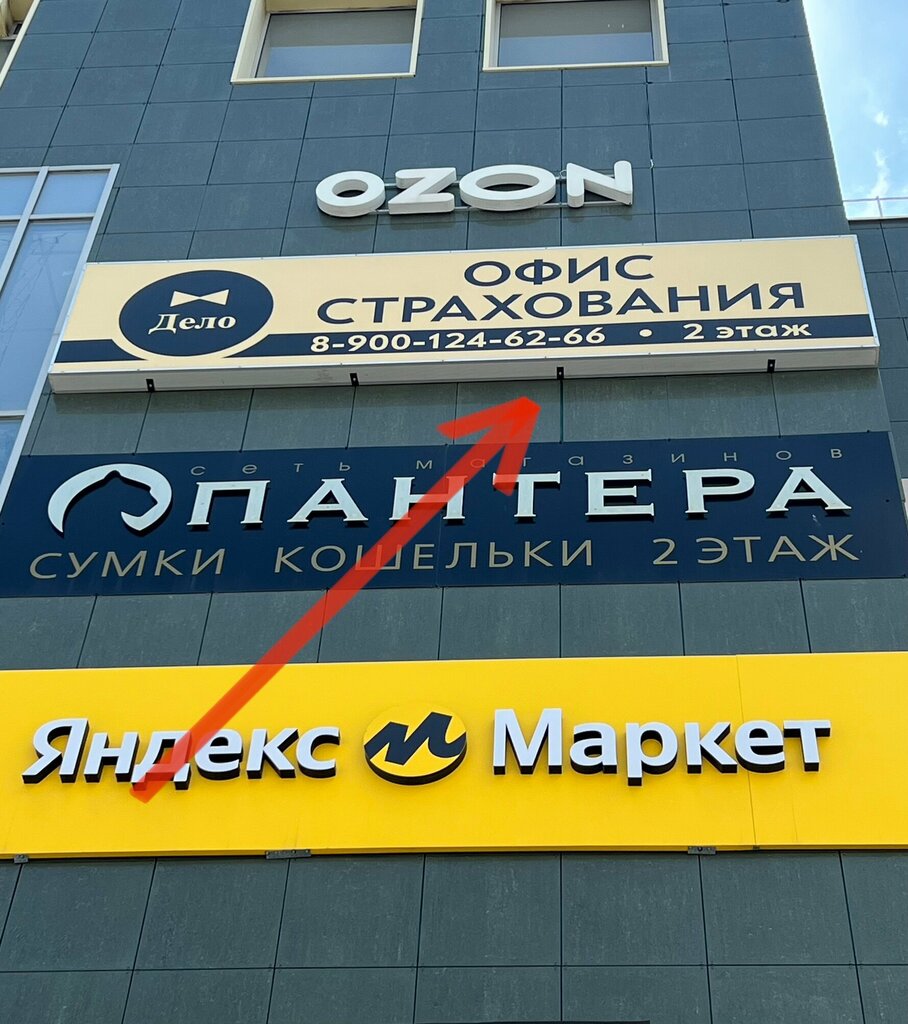 OZON
Дело
ОФИС
СТРАХОВАНИЯ
8-900-124-62-66 • 2 этаж
сеть магазинов
ПАНТЕРА
СУМКИ КОШЕЛЬКИ 2 ЭТАЖ
Яндекс Маркет